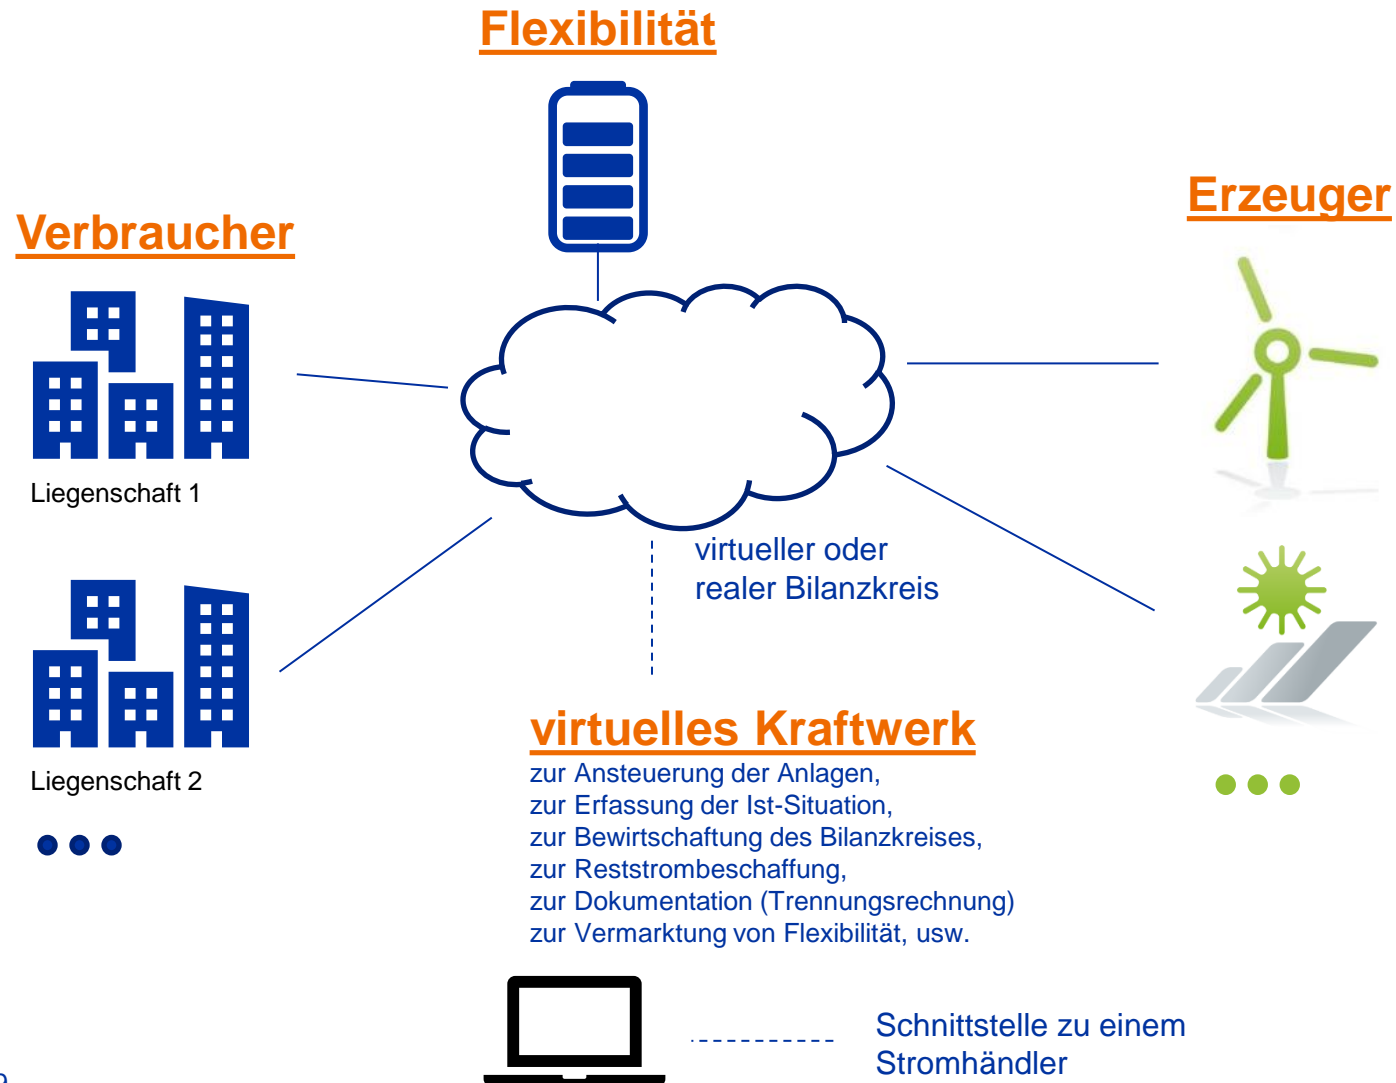 Flexibilität
Erzeuger
Verbraucher
Liegenschaft 1
virtueller oder
realer Bilanzkreis
Liegenschaft 2
virtuelles Kraftwerk
zur Ansteuerung der Anlagen,
zur Erfassung der Ist-Situation,
zur Bewirtschaftung des Bilanzkreises,
zur Reststrombeschaffung,
zur Dokumentation (Trennungsrechnung)
zur Vermarktung von Flexibilität, usw.
Schnittstelle zu einem
Stromhändler